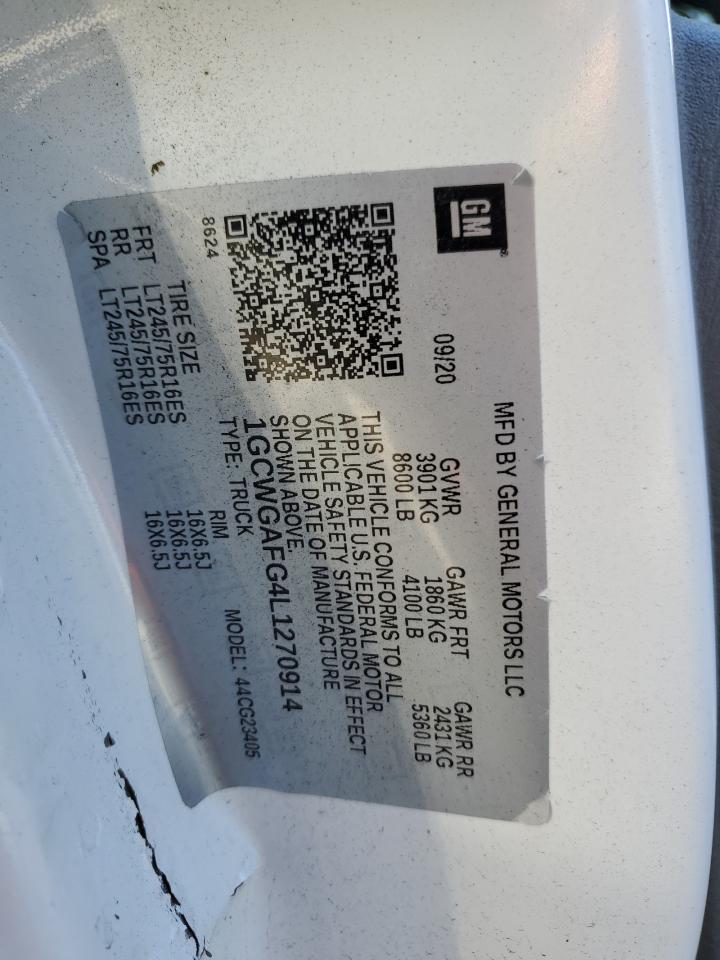 GM
®
MFD BY GENERAL MOTORS LLC
09/20
GVWR GAWR FRT GAWR RR
3901 KG 1860 KG 2431 KG
8600 LB 4100 LB 5360 LB
THIS VEHICLE CONFORMS TO ALL
APPLICABLE U.S. FEDERAL MOTOR
VEHICLE SAFETY STANDARDS IN EFFECT
ON THE DATE OF MANUFACTURE
SHOWN ABOVE.
1GCWGAFG4L1270914
TYPE: TRUCK MODEL: 44CG23405
8624
TIRE SIZE RIM
FRT LT245/75R16ES 16X6.5J
RR LT245/75R16ES 16X6.5J
SPA LT245/75R16ES 16X6.5J